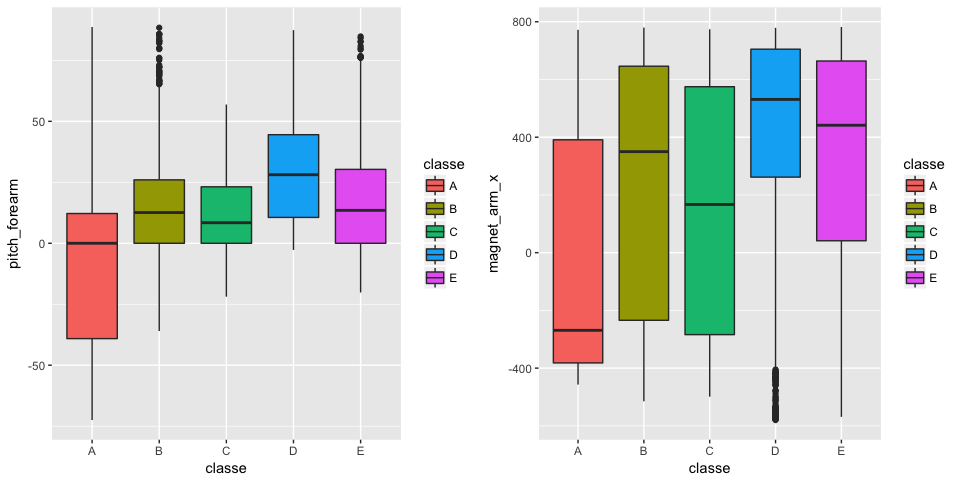 pitch_forearm
50
0
-50
A B C D E
classe
classe
A
B
C
D
E
magnet_arm_x
800
400
0
-400
A B C D E
classe
classe
A
B
C
D
E